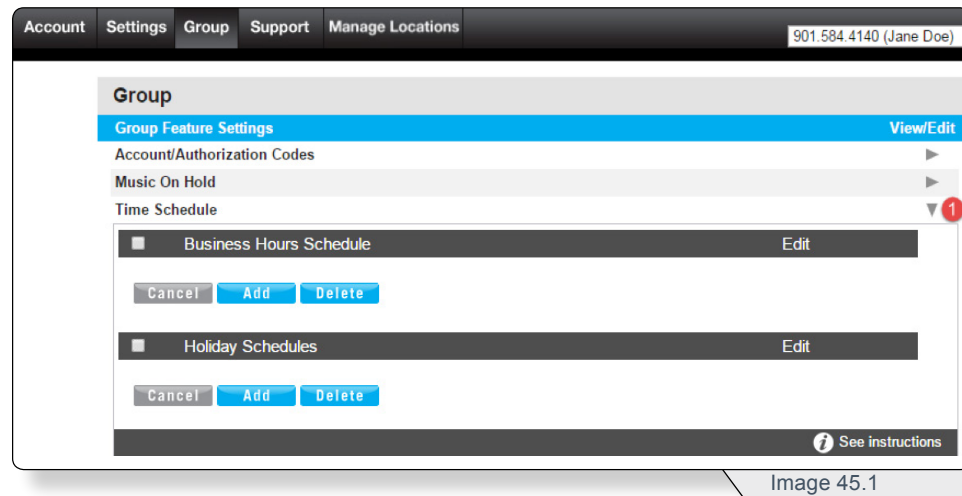 Account Settings Group Support Manage Locations
901.584.4140 (Jane Doe)
Group
Group Feature Settings View/Edit
Account/Authorization Codes
Music On Hold
Time Schedule 1
Business Hours Schedule Edit
Cancel Add Delete
Holiday Schedules Edit
Cancel Add Delete
i See instructions
Image 45.1